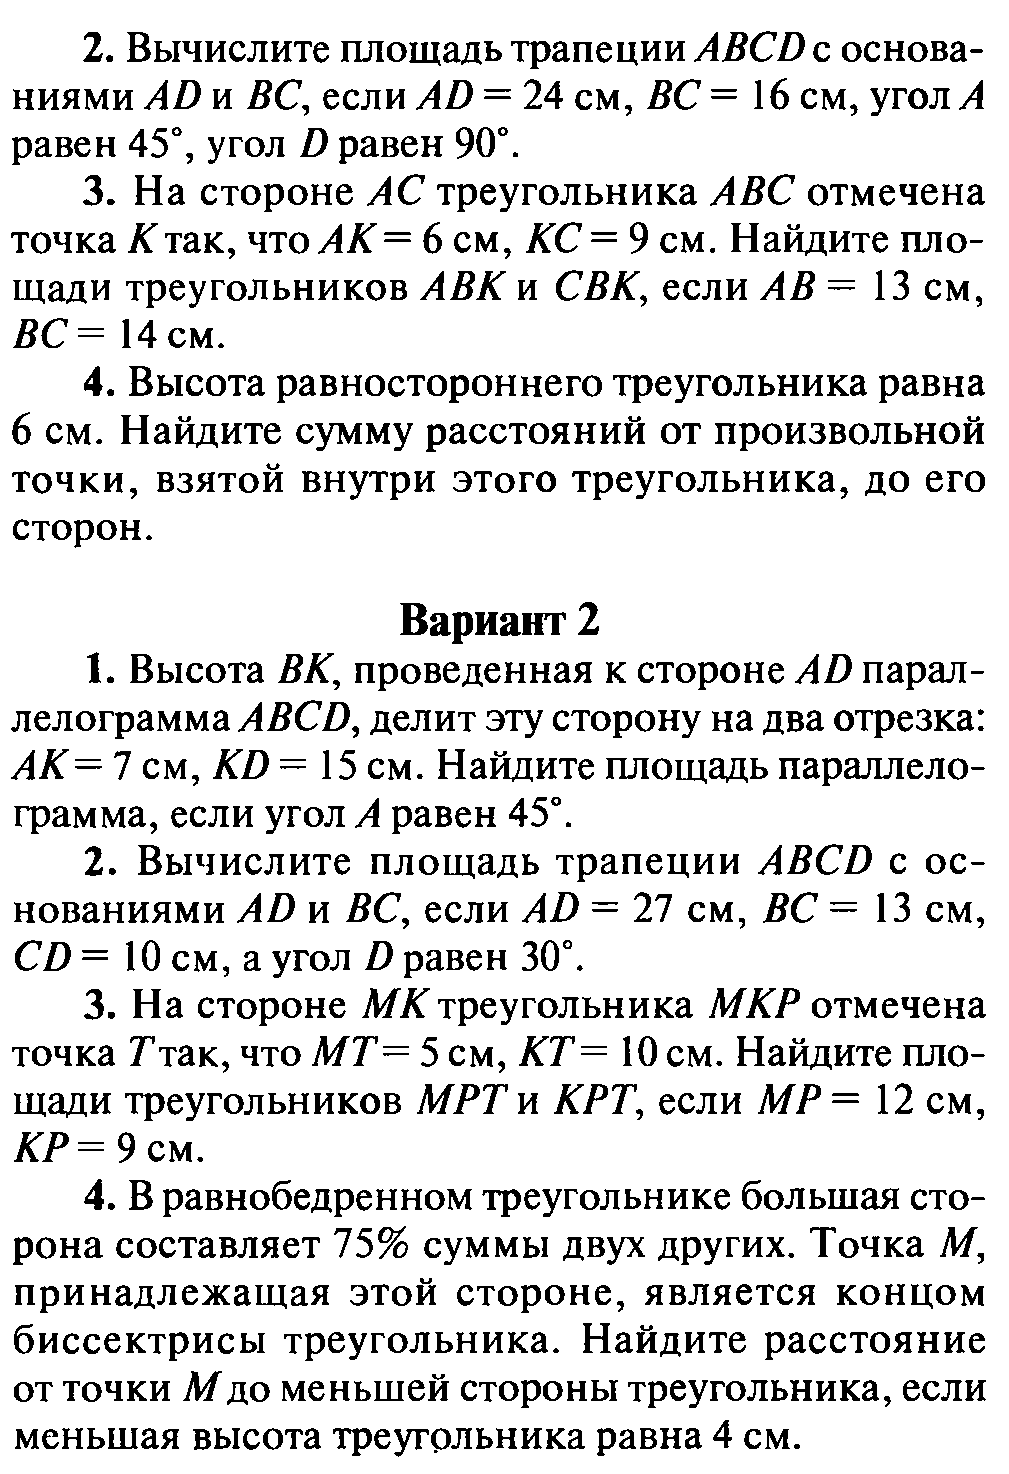 2. Вычислите площадь трапеции ABCD с основа-
ниями AD и BC, если AD = 24 см, BC = 16 см, угол A
равен 45°, угол D равен 90°.
3. На стороне AC треугольника ABC отмечена
точка K так, что AK = 6 см, KC = 9 см. Найдите пло-
щади треугольников ABK и CBK, если AB = 13 см,
BC = 14 см.
4. Высота равностороннего треугольника равна
6 см. Найдите сумму расстояний от произвольной
точки, взятой внутри этого треугольника, до его
сторон.
Вариант 2
1. Высота BK, проведенная к стороне AD парал-
лелограмма ABCD, делит эту сторону на два отрезка:
AK = 7 см, KD = 15 см. Найдите площадь параллело-
грамма, если угол A равен 45°.
2. Вычислите площадь трапеции ABCD с ос-
нованиями AD и BC, если AD = 27 см, BC = 13 см,
CD = 10 см, а угол D равен 30°.
3. На стороне MK треугольника MKP отмечена
точка T так, что MT = 5 см, KT = 10 см. Найдите пло-
щади треугольников MPT и KPT, если MP = 12 см,
KP = 9 см.
4. В равнобедренном треугольнике большая сто-
рона составляет 75% суммы двух других. Точка M,
принадлежащая этой стороне, является концом
биссектрисы треугольника. Найдите расстояние
от точки M до меньшей стороны треугольника, если
меньшая высота треугольника равна 4 см.